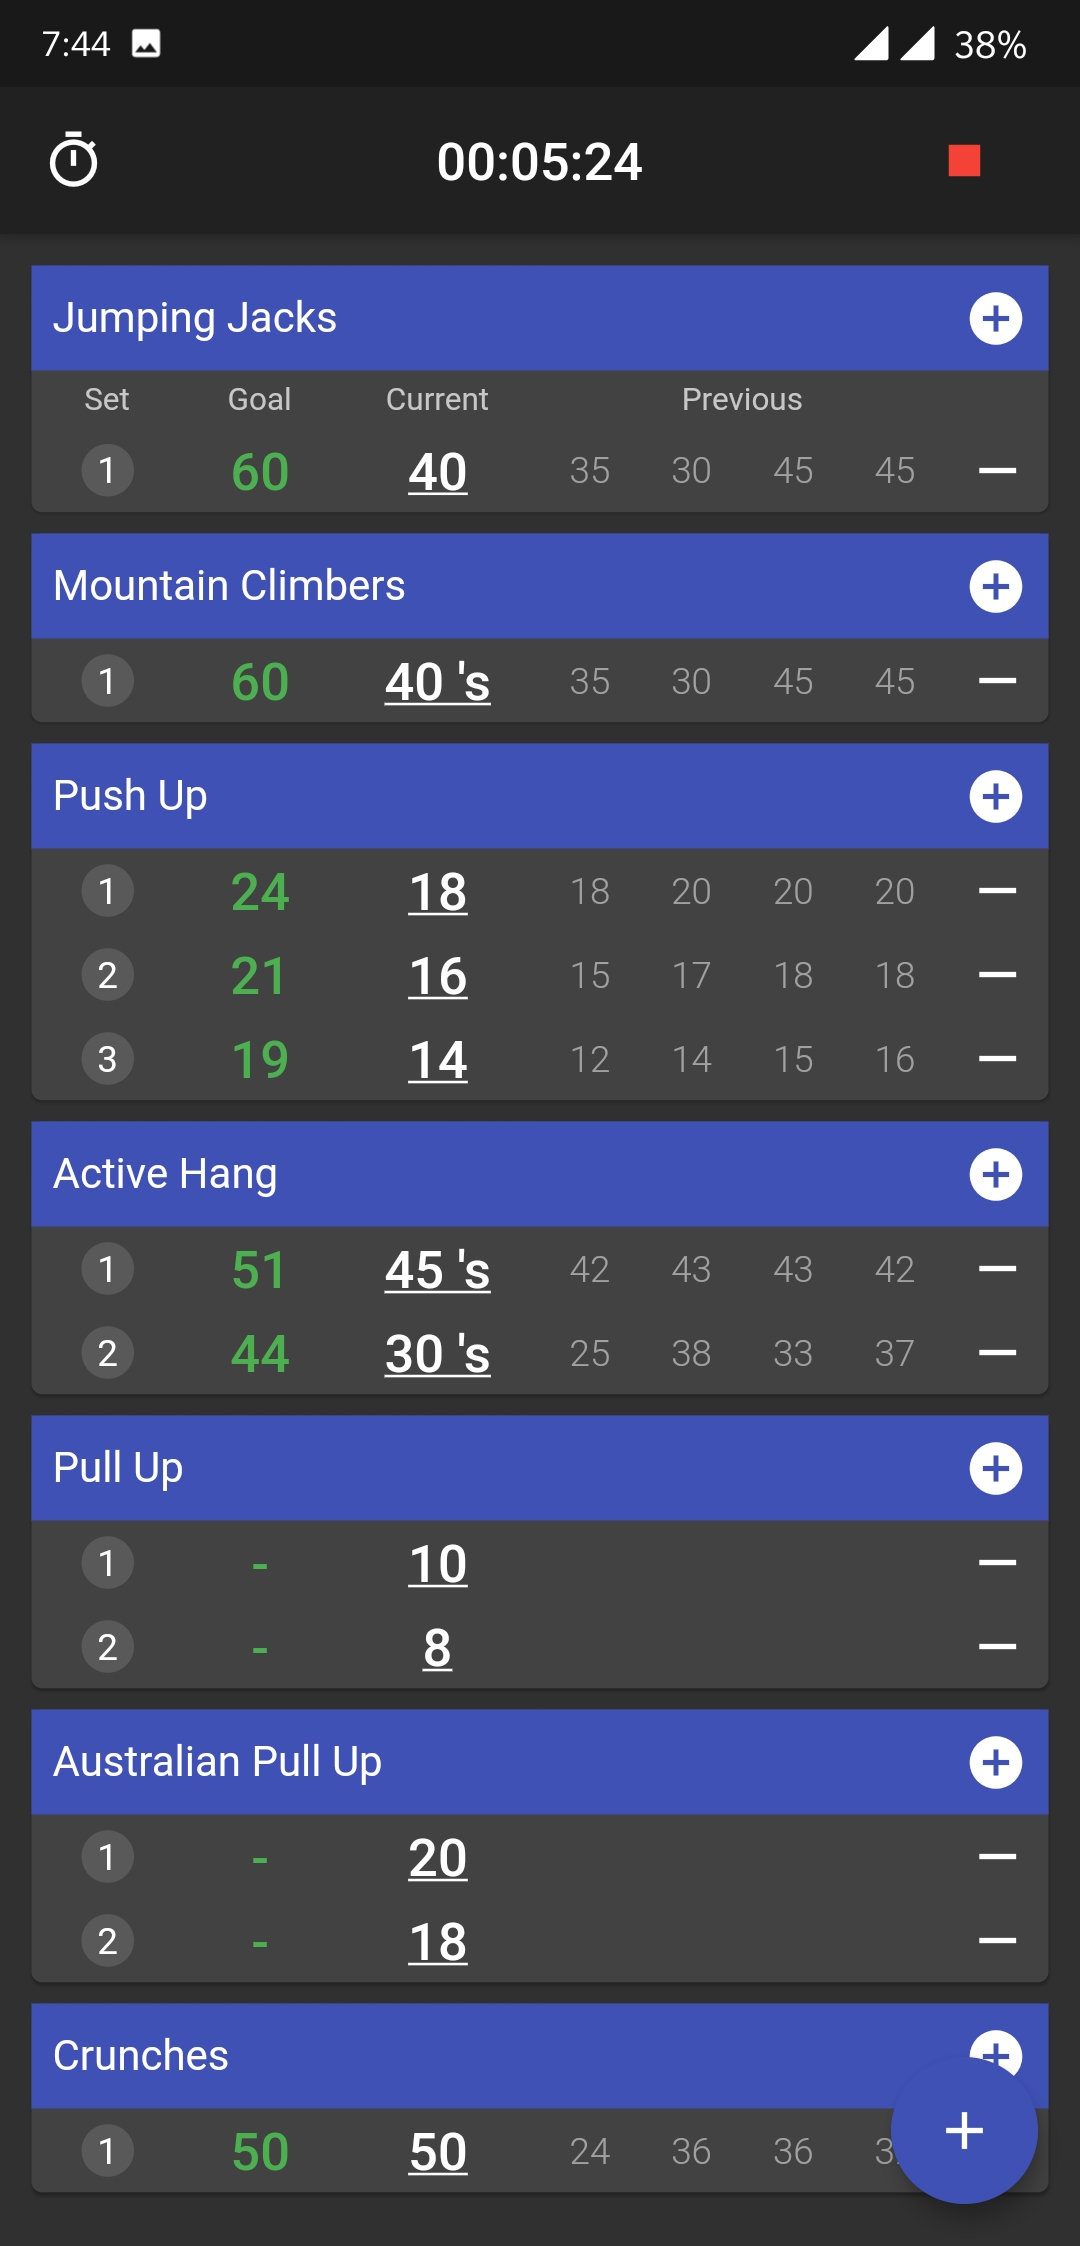 7:44 38%
00:05:24
Jumping Jacks
Set Goal Current Previous
1 60 40 35 30 45 45
Mountain Climbers
1 60 40 's 35 30 45 45
Push Up
1 24 18 18 20 20 20
2 21 16 15 17 18 18
3 19 14 12 14 15 16
Active Hang
1 51 45 's 42 43 43 42
2 44 30 's 25 38 33 37
Pull Up
1 - 10
2 - 8
Australian Pull Up
1 - 20
2 - 18
Crunches
1 50 50 24 36 36